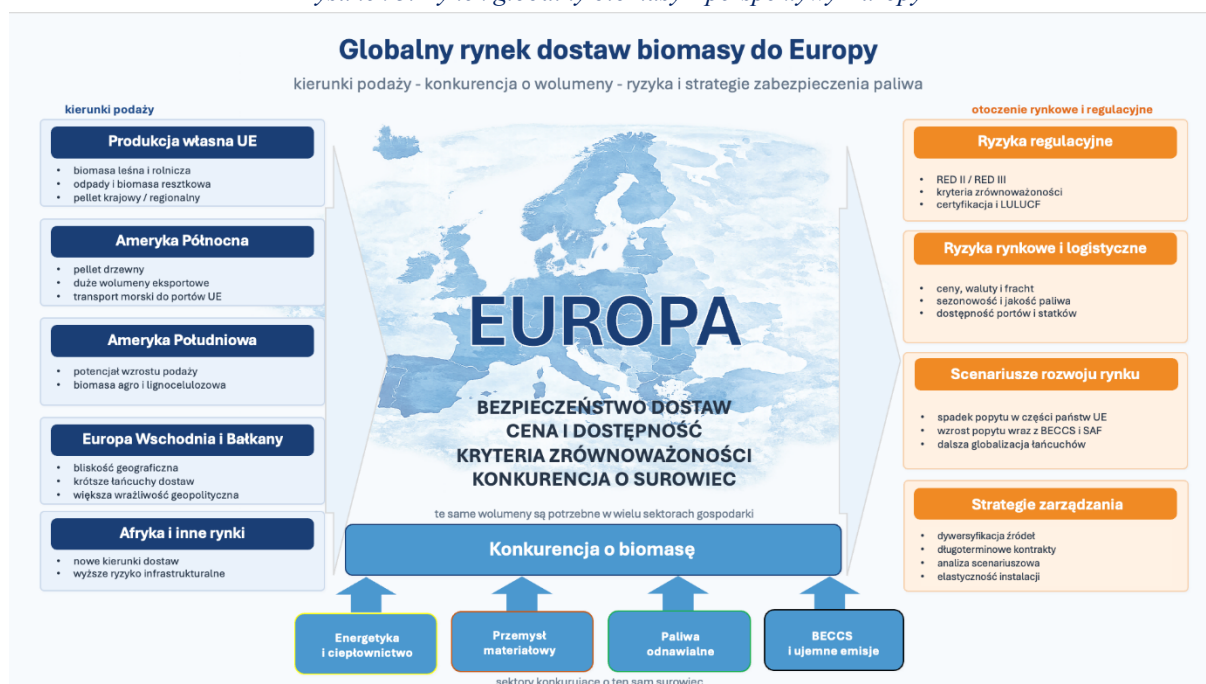 Globalny rynek dostaw biomasy do Europy
kierunki podaży - konkurencja o wolumeny - ryzyka i strategie zabezpieczenia paliwa
kierunki podaży
Produkcja własna UE
• biomasa leśna i rolnicza
• odpady i biomasa resztkowa
• pellet krajowy / regionalny
Ameryka Północna
• pellet drzewny
• duże wolumeny eksportowe
• transport morski do portów UE
Ameryka Południowa
• potencjał wzrostu podaży
• biomasa agro i lignocelulozowa
Europa Wschodnia i Bałkany
• bliskość geograficzna
• krótsze łańcuchy dostaw
• większa wrażliwość geopolityczna
Afryka i inne rynki
• nowe kierunki dostaw
• wyższe ryzyko infrastrukturalne
EUROPA
BEZPIECZEŃSTWO DOSTAW
CENA I DOSTĘPNOŚĆ
KRYTERIA ZRÓWNOWAŻONOŚCI
KONKURENCJA O SUROWIEC
te same wolumeny są potrzebne w wielu sektorach gospodarki
Konkurencja o biomasę
Energetyka
i ciepłownictwo
Przemysł
materiałowy
Paliwa
odnawialne
BECCS
i ujemne emisje
sektory konkurujące o ten sam surowiec
otoczenie rynkowe i regulacyjne
Ryzyka regulacyjne
• RED II / RED III
• kryteria zrównoważoności
• certyfikacja i LULUCF
Ryzyka rynkowe i logistyczne
• ceny, waluty i fracht
• sezonowość i jakość paliwa
• dostępność portów i statków
Scenariusze rozwoju rynku
• spadek popytu w części państw UE
• wzrost popytu wraz z BECCS i SAF
• dalsza globalizacja łańcuchów
Strategie zarządzania
• dywersyfikacja źródeł
• długoterminowe kontrakty
• analiza scenariuszowa
• elastyczność instalacji